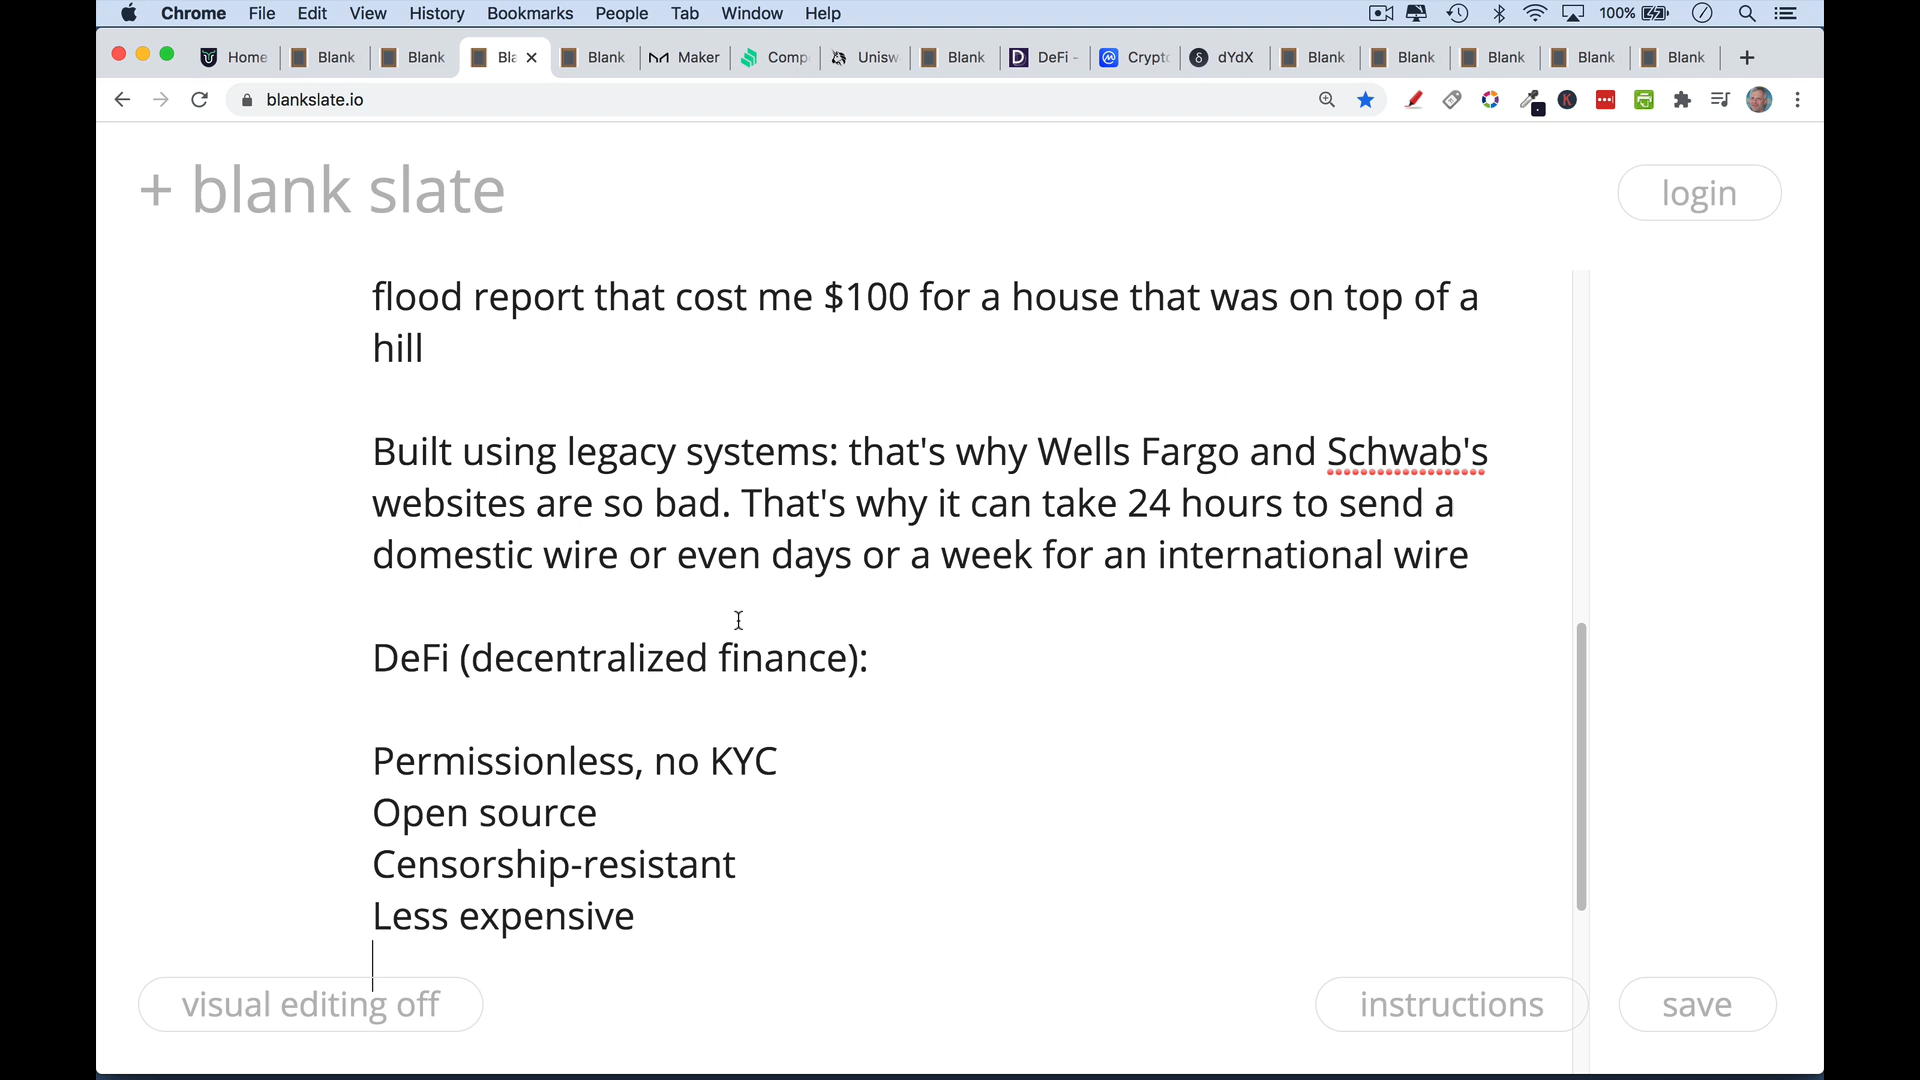 Chrome File Edit View History Bookmarks People Tab Window Help 100%
Home Blank Blank Bla Blank Maker Comp Unisw Blank DeFi - Crypto dYdX Blank Blank Blank Blank Blank
blankslate.io
+ blank slate
login
flood report that cost me $100 for a house that was on top of a
hill
Built using legacy systems: that's why Wells Fargo and Schwab's
websites are so bad. That's why it can take 24 hours to send a
domestic wire or even days or a week for an international wire
DeFi (decentralized finance):
Permissionless, no KYC
Open source
Censorship-resistant
Less expensive
visual editing off
instructions
save